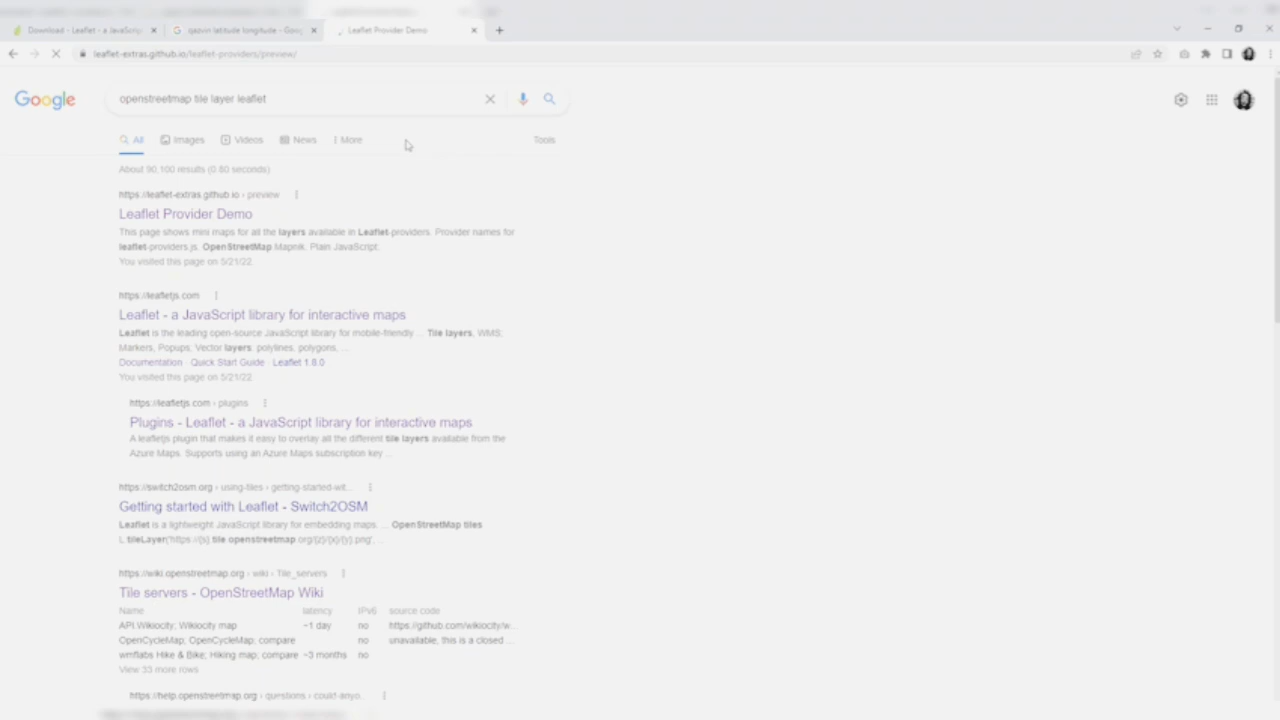 Download - Leaflet - a JavaScrip
qazvin latitude longitude - Goog
Leaflet Provider Demo
leaflet-extras.github.io/leaflet-providers/preview/
Google
openstreetmap tile layer leaflet
All
Images
Videos
News
More
Tools
About 90,100 results (0.80 seconds)
https://leaflet-extras.github.io › preview
Leaflet Provider Demo
This page shows mini maps for all the layers available in Leaflet-providers. Provider names for
leaflet-providers.js. OpenStreetMap Mapnik. Plain JavaScript.
You visited this page on 5/21/22.
https://leafletjs.com
Leaflet - a JavaScript library for interactive maps
Leaflet is the leading open-source JavaScript library for mobile-friendly ... Tile layers, WMS;
Markers, Popups; Vector layers: polylines, polygons, ...
Documentation · Quick Start Guide · Leaflet 1.8.0
You visited this page on 5/21/22.
https://leafletjs.com › plugins
Plugins - Leaflet - a JavaScript library for interactive maps
A leafletjs plugin that makes it easy to overlay all the different tile layers available from the
Azure Maps. Supports using an Azure Maps subscription key ...
https://switch2osm.org › using-tiles › getting-started-wit...
Getting started with Leaflet - Switch2OSM
Leaflet is a lightweight JavaScript library for embedding maps. ... OpenStreetMap tiles
L.tileLayer('https://{s}.tile.openstreetmap.org/{z}/{x}/{y}.png', ...
https://wiki.openstreetmap.org › wiki › Tile_servers
Tile servers - OpenStreetMap Wiki
Name latency IPv6 source code
API.Wikiocity; Wikiocity map ~1 day no https://github.com/wikiocity/w...
OpenCycleMap; OpenCycleMap; compare no unavailable, this is a closed ...
wmflabs Hike & Bike; Hiking map; compare ~3 months no
View 33 more rows
https://help.openstreetmap.org › questions › could-anyo...